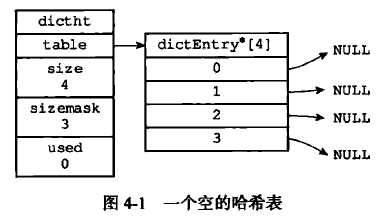 dictht
table
size
4
sizemask
3
used
0
dictEntry*[4]
0
1
2
3
NULL
NULL
NULL
NULL
图 4-1 一个空的哈希表